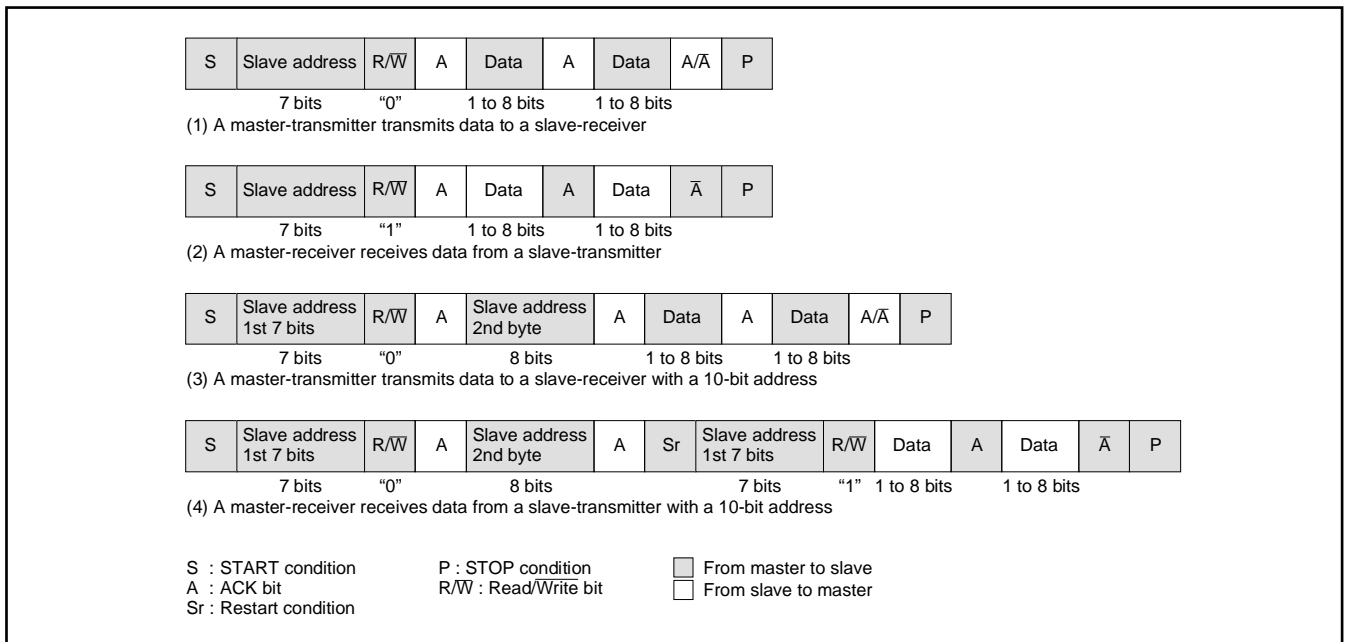 S Slave address R/W̅ A Data A Data A/A̅ P
7 bits “0” 1 to 8 bits 1 to 8 bits
(1) A master-transmitter transmits data to a slave-receiver
S Slave address R/W̅ A Data A Data A̅ P
7 bits “1” 1 to 8 bits 1 to 8 bits
(2) A master-receiver receives data from a slave-transmitter
S Slave address 1st 7 bits R/W̅ A Slave address 2nd byte A Data A Data A/A̅ P
7 bits “0” 8 bits 1 to 8 bits 1 to 8 bits
(3) A master-transmitter transmits data to a slave-receiver with a 10-bit address
S Slave address 1st 7 bits R/W̅ A Slave address 2nd byte A Sr Slave address 1st 7 bits R/W̅ Data A Data A̅ P
7 bits “0” 8 bits 7 bits “1” 1 to 8 bits 1 to 8 bits
(4) A master-receiver receives data from a slave-transmitter with a 10-bit address
S : START condition P : STOP condition From master to slave
A : ACK bit R/W̅ : Read/W̅r̅i̅t̅e̅ bit From slave to master
Sr : Restart condition